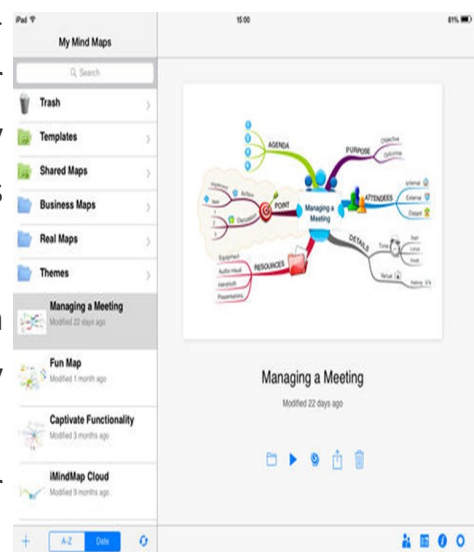 iPad
15:00
81%
My Mind Maps
Search
Trash
Templates
Shared Maps
Business Maps
Real Maps
Themes
Managing a Meeting
Modified 22 days ago
Fun Map
Modified 1 month ago
Captivate Functionality
Modified 3 months ago
iMindMap Cloud
Modified 9 months ago
A-Z
Date
AGENDA
PURPOSE
Objective
Outcome
POINT
Discussion
Managing a
Meeting
ATTENDEES
Internal
External
DETAILS
Time
Venue
RESOURCES
Equipment
Audio-visual
Handouts
Presentations
Managing a Meeting
Modified 22 days ago